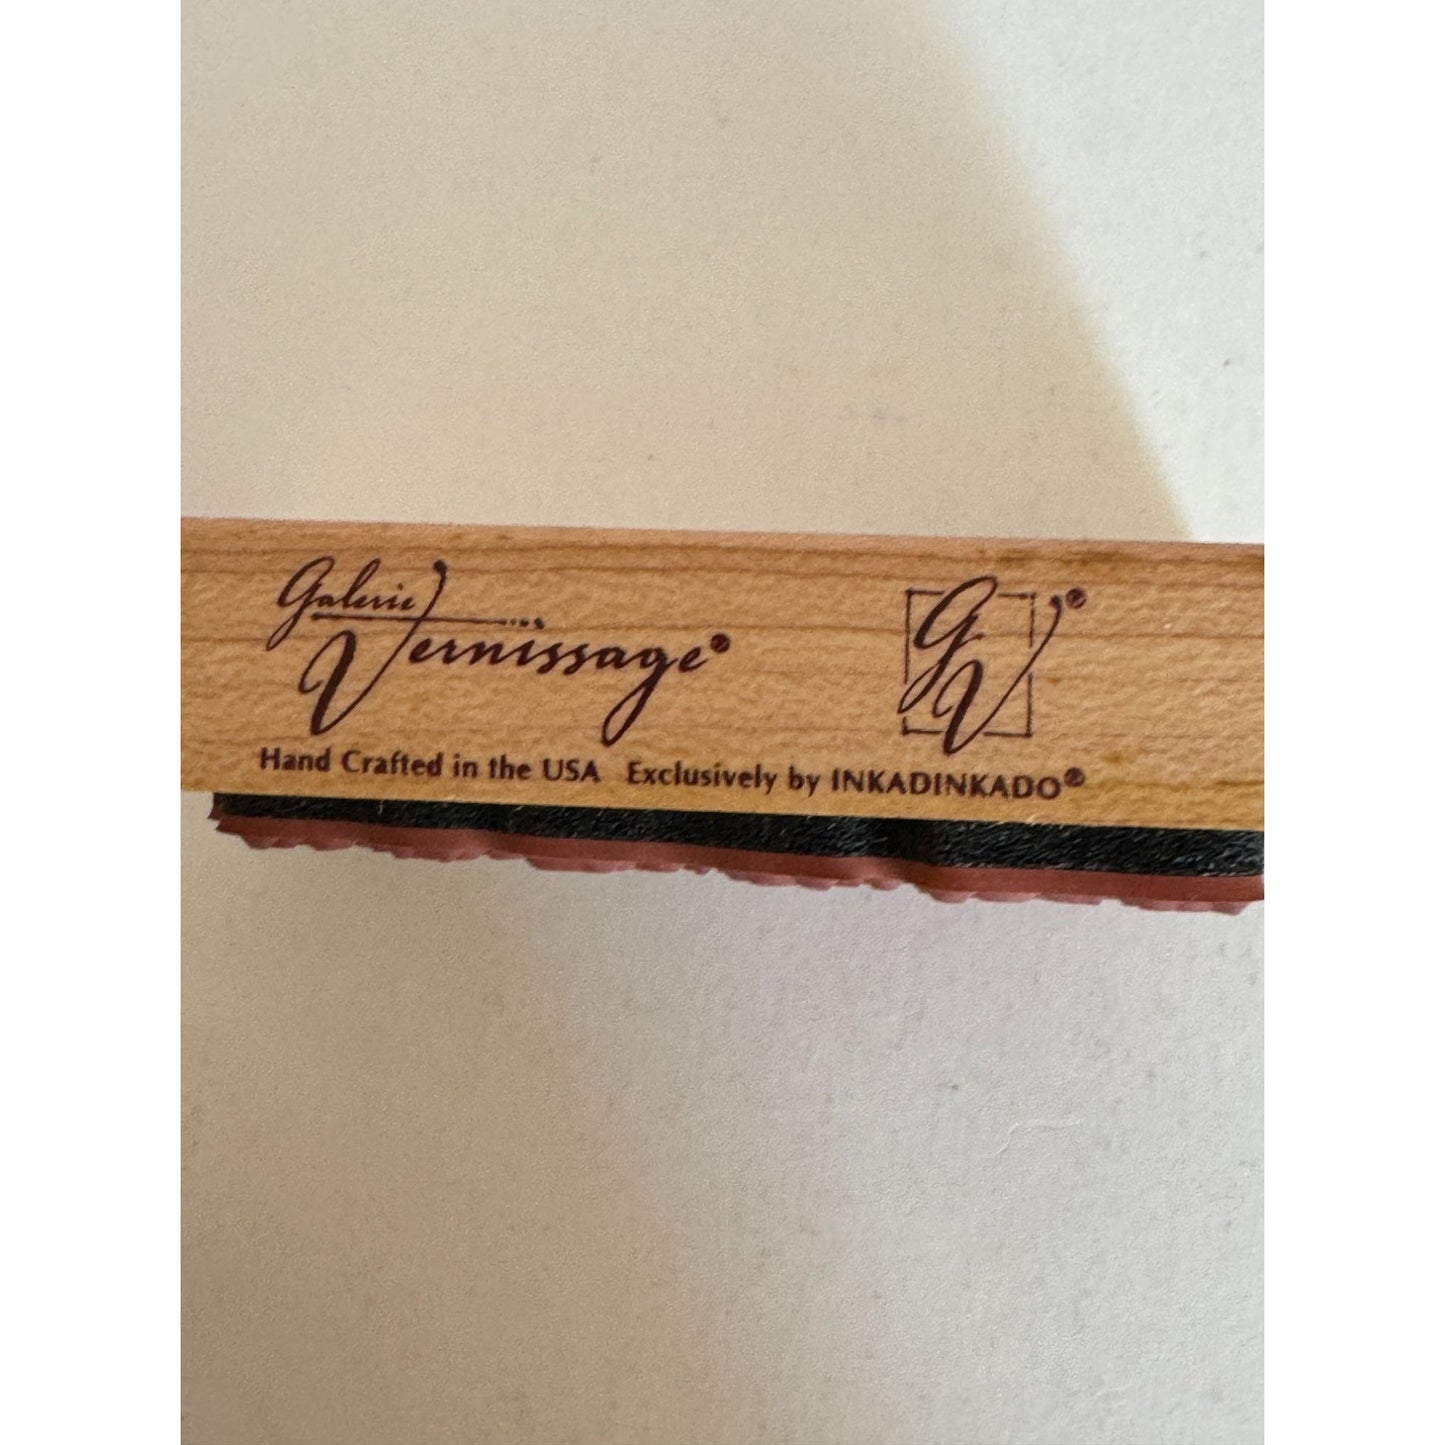 Galerie
Vernissage®
GV®
Hand Crafted in the USA Exclusively by INKADINKADO®